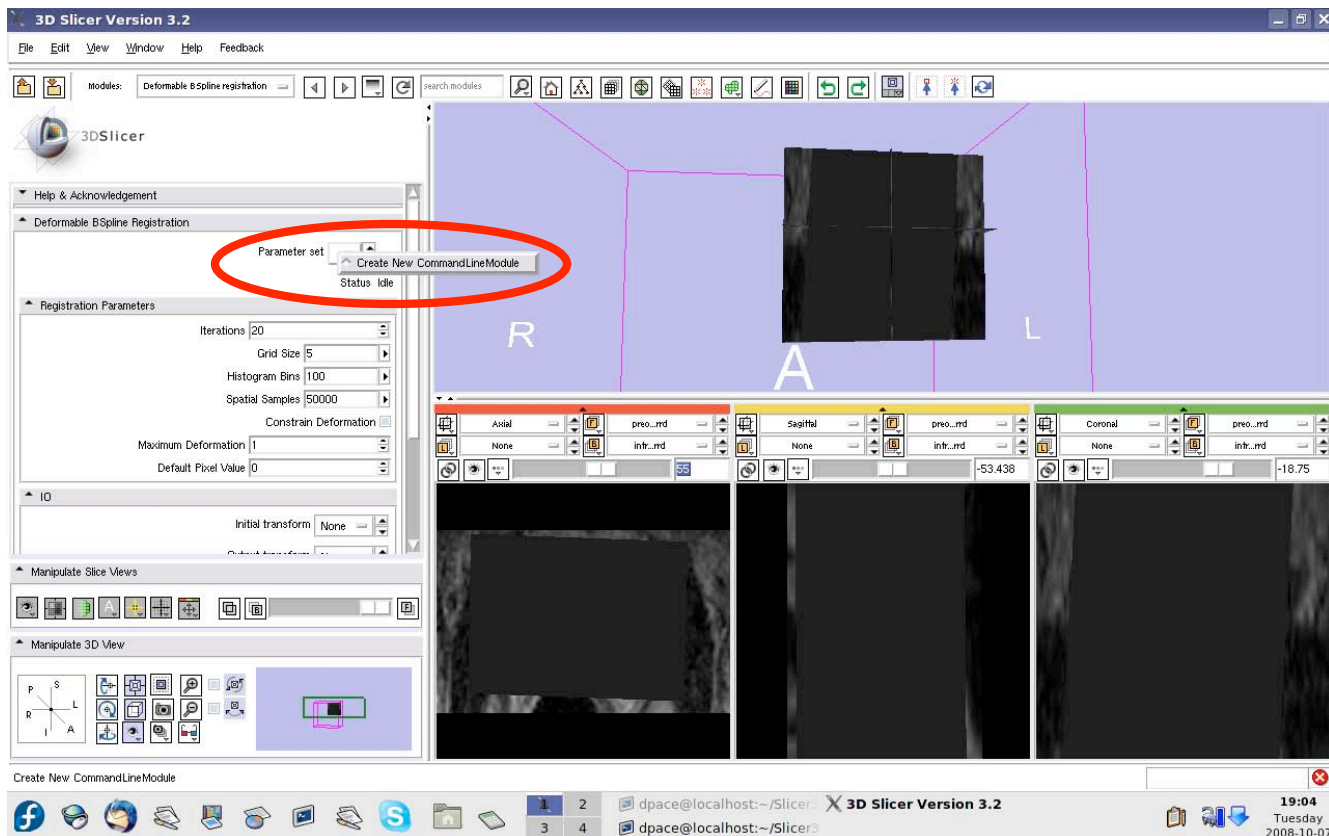 3D Slicer Version 3.2
File Edit View Window Help Feedback
Modules: Deformable BSpline registration search modules
3DSlicer
Help & Acknowledgement
Deformable BSpline Registration
Parameter set
Create New CommandLineModule
Status Idle
Registration Parameters
Iterations 20
Grid Size 5
Histogram Bins 100
Spatial Samples 50000
Constrain Deformation
Maximum Deformation 1
Default Pixel Value 0
IO
Initial transform None
Manipulate Slice Views
Manipulate 3D View
P S
R L
I A
R A L
Axial preo...rrd
None intr...rrd
55
Sagittal preo...rrd
None intr...rrd
-53.438
Coronal preo...rrd
None intr...rrd
-18.75
Create New CommandLineModule
1 2
3 4
dpace@localhost:~/Slicer3
dpace@localhost:~/Slicer3
3D Slicer Version 3.2
19:04
Tuesday